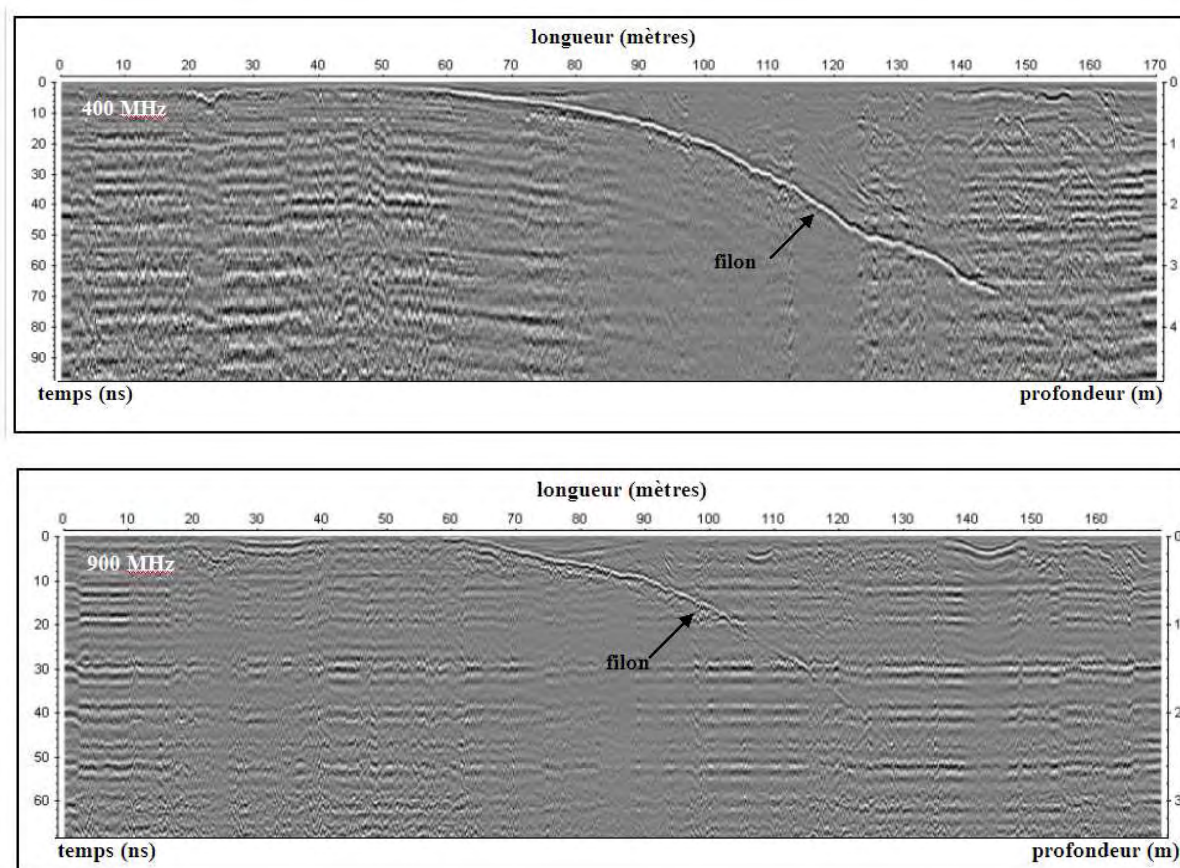 longueur (mètres)
0 10 20 30 40 50 60 70 80 90 100 110 120 130 140 150 160 170
400 MHz
0 10 20 30 40 50 60 70 80 90
0 1 2 3 4
filon
temps (ns) profondeur (m)
longueur (mètres)
0 10 20 30 40 50 60 70 80 90 100 110 120 130 140 150 160
900 MHz
0 10 20 30 40 50 60
0 1 2 3
filon
temps (ns) profondeur (m)